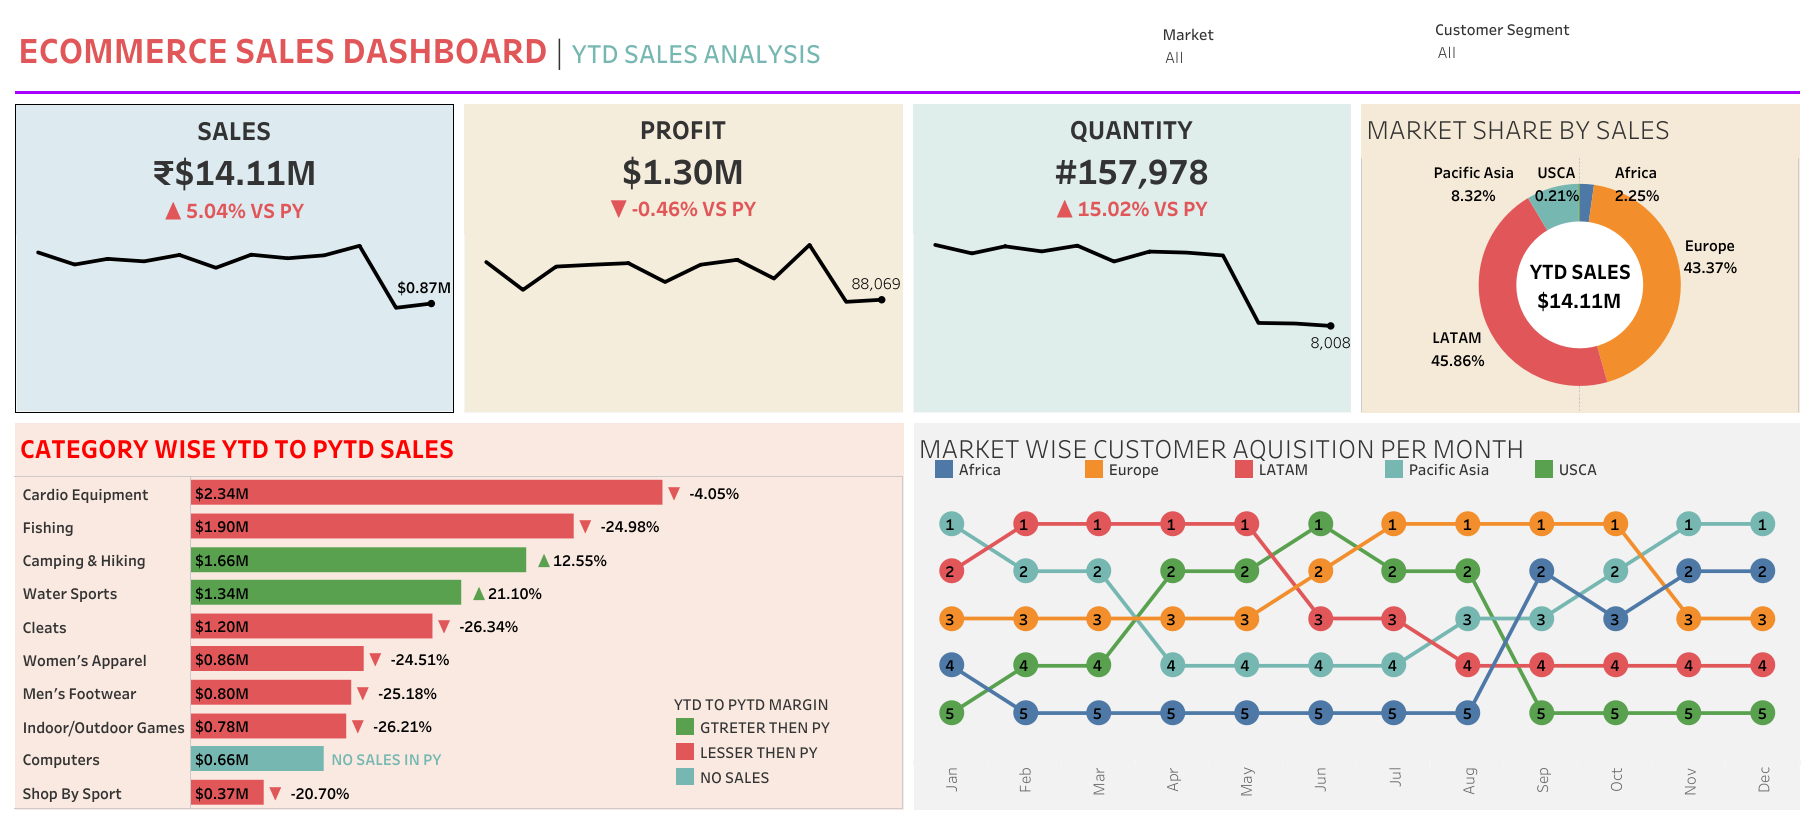 ECOMMERCE SALES DASHBOARD | YTD SALES ANALYSIS
Market
All
Customer Segment
All
SALES
₹$14.11M
▲ 5.04% VS PY
$0.87M
PROFIT
$1.30M
▼ -0.46% VS PY
88,069
QUANTITY
#157,978
▲ 15.02% VS PY
8,008
MARKET SHARE BY SALES
Pacific Asia
8.32%
USCA
0.21%
Africa
2.25%
Europe
43.37%
YTD SALES
$14.11M
LATAM
45.86%
CATEGORY WISE YTD TO PYTD SALES
Cardio Equipment $2.34M ▼ -4.05%
Fishing $1.90M ▼ -24.98%
Camping & Hiking $1.66M ▲ 12.55%
Water Sports $1.34M ▲ 21.10%
Cleats $1.20M ▼ -26.34%
Women's Apparel $0.86M ▼ -24.51%
Men's Footwear $0.80M ▼ -25.18%
Indoor/Outdoor Games $0.78M ▼ -26.21%
Computers $0.66M NO SALES IN PY
Shop By Sport $0.37M ▼ -20.70%
YTD TO PYTD MARGIN
GTRETER THEN PY
LESSER THEN PY
NO SALES
MARKET WISE CUSTOMER AQUISITION PER MONTH
Africa Europe LATAM Pacific Asia USCA
1 1 1 1 1 1 1 1 1 1 1 1
2 2 2 2 2 2 2 2 2 2 2 2
3 3 3 3 3 3 3 3 3 3 3 3
4 4 4 4 4 4 4 4 4 4 4 4
5 5 5 5 5 5 5 5 5 5 5 5
Jan Feb Mar Apr May Jun Jul Aug Sep Oct Nov Dec